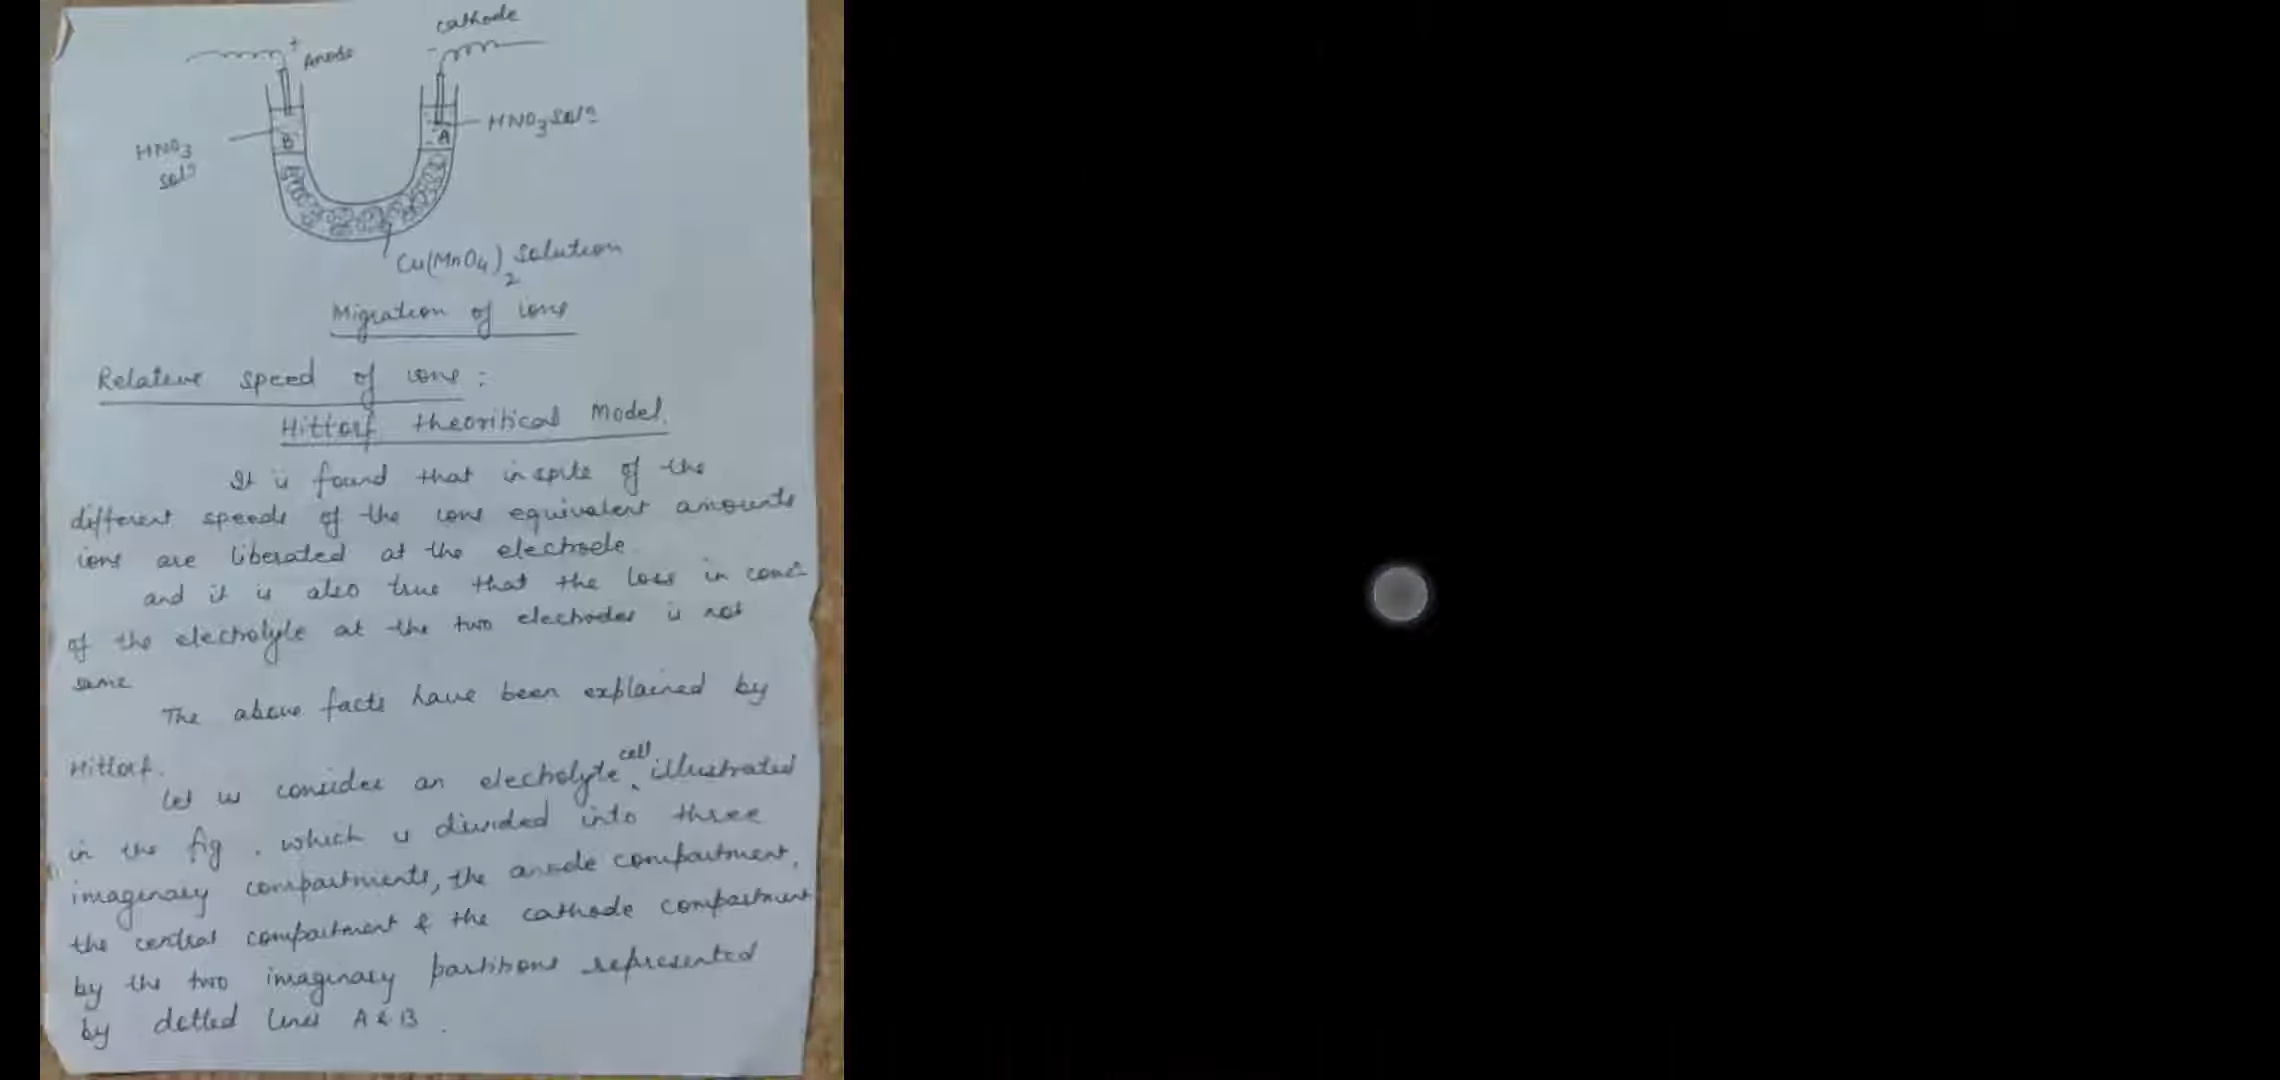 cathode
+
Anode
-
HNO3 Soln
A
B
HNO3
soln
Cu(MnO4)2 Solution
Migration of ions
Relative speed of ions :
Hittorf theoritical Model.
It is found that inspite of the
different speeds of the ions equivalent amounts
ions are liberated at the electrode
and it is also true that the loss in concn
of the electrolyte at the two electrodes is not
same
The above facts have been explained by
Hittorf.
Let us consider an electrolyte cell illustrated
in the fig . which is divided into three
imaginary compartments, the anode compartment,
the central compartment & the cathode compartment
by the two imaginary partitions represented
by dotted lines A & B .